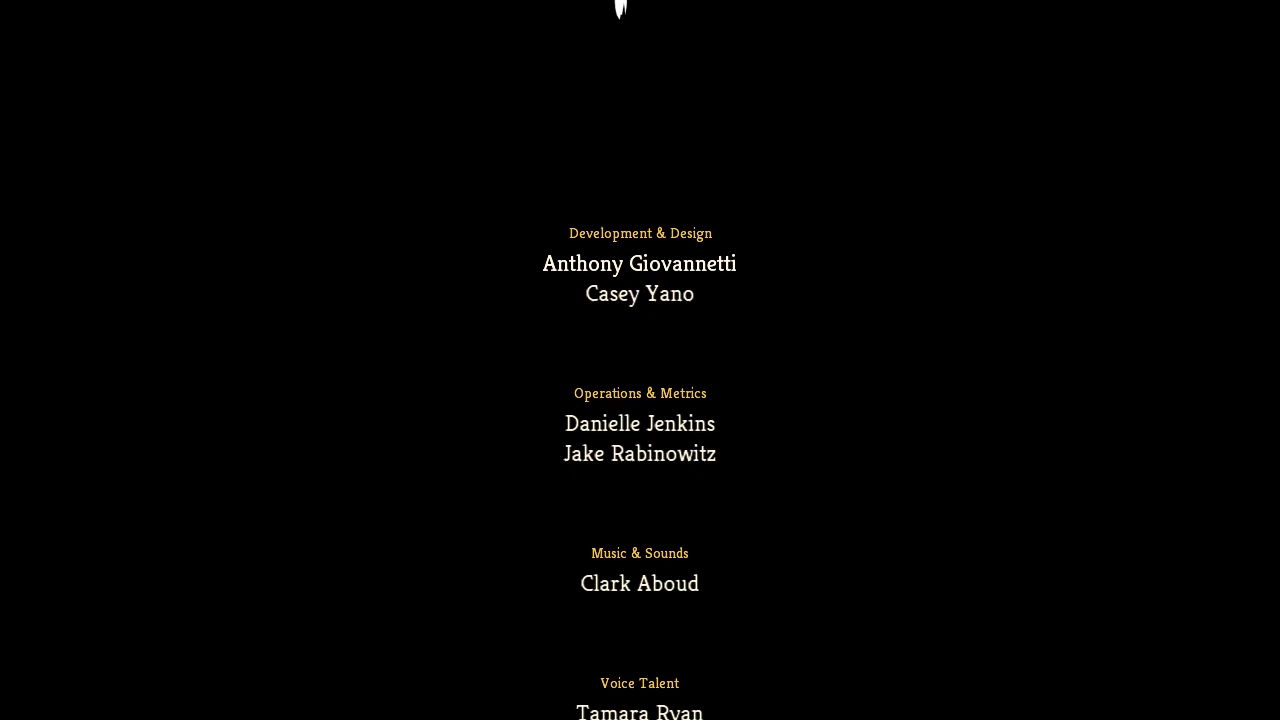 Development & Design
Anthony Giovannetti
Casey Yano
Operations & Metrics
Danielle Jenkins
Jake Rabinowitz
Music & Sounds
Clark Aboud
Voice Talent
Tamara Ryan